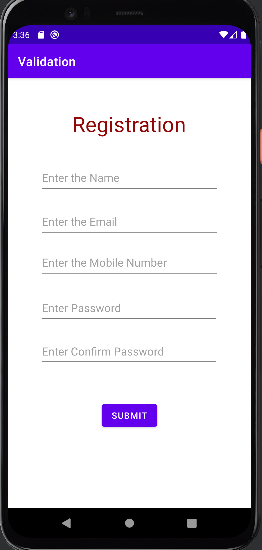 3:36
Validation
Registration
Enter the Name
Enter the Email
Enter the Mobile Number
Enter Password
Enter Confirm Password
SUBMIT